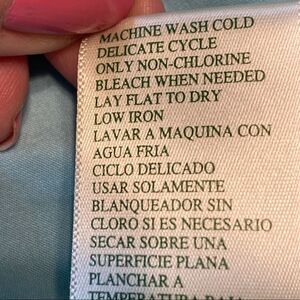 MACHINE WASH COLD
DELICATE CYCLE
ONLY NON-CHLORINE
BLEACH WHEN NEEDED
LAY FLAT TO DRY
LOW IRON
LAVAR A MAQUINA CON
AGUA FRIA
CICLO DELICADO
USAR SOLAMENTE
BLANQUEADOR SIN
CLORO SI ES NECESARIO
SECAR SOBRE UNA
SUPERFICIE PLANA
PLANCHAR A
TEMPERATURA